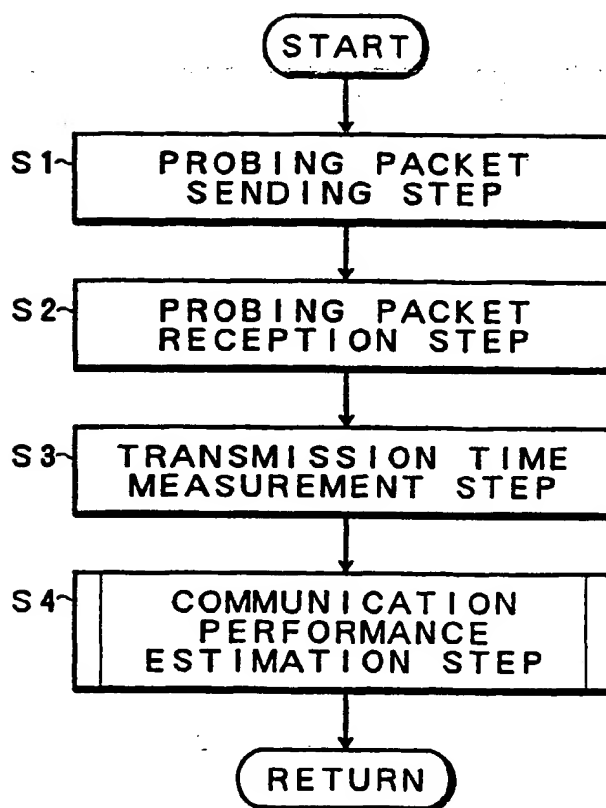 START
S1~ PROBING PACKET
SENDING STEP
S2~ PROBING PACKET
RECEPTION STEP
S3~ TRANSMISSION TIME
MEASUREMENT STEP
S4~ COMMUNICATION
PERFORMANCE
ESTIMATION STEP
RETURN